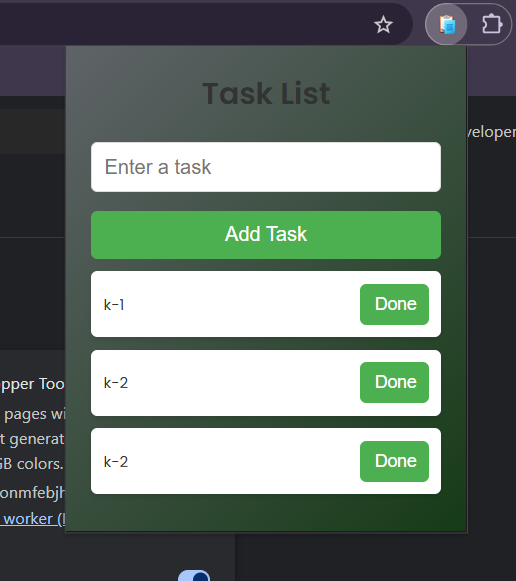 Task List
Enter a task
Add Task
k-1
Done
k-2
Done
k-2
Done
veloper
pper Too
pages wi
t generat
GB colors.
onmfebjh
worker (